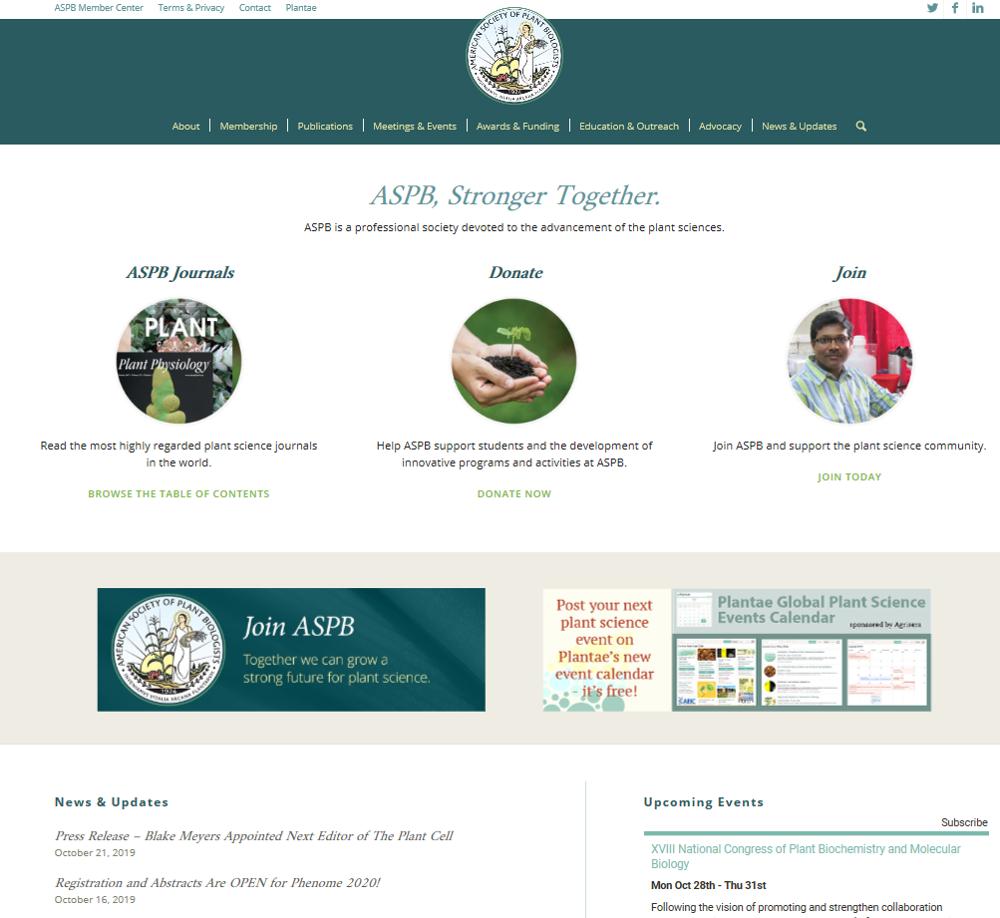 ASPB Member Center Terms & Privacy Contact Plantae
AMERICAN SOCIETY OF PLANT BIOLOGISTS
1924
About Membership Publications Meetings & Events Awards & Funding Education & Outreach Advocacy News & Updates
ASPB, Stronger Together.
ASPB is a professional society devoted to the advancement of the plant sciences.
ASPB Journals
PLANT
Plant Physiology
Read the most highly regarded plant science journals
in the world.
BROWSE THE TABLE OF CONTENTS
Donate
Help ASPB support students and the development of
innovative programs and activities at ASPB.
DONATE NOW
Join
Join ASPB and support the plant science community.
JOIN TODAY
AMERICAN SOCIETY OF PLANT BIOLOGISTS
1924
Join ASPB
Together we can grow a
strong future for plant science.
Post your next
plant science
event on
Plantae's new
event calendar
- it's free!
Plantae Global Plant Science
Events Calendar
sponsored by Agrisera
News & Updates
Press Release – Blake Meyers Appointed Next Editor of The Plant Cell
October 21, 2019
Registration and Abstracts Are OPEN for Phenome 2020!
October 16, 2019
Upcoming Events
Subscribe
XVIII National Congress of Plant Biochemistry and Molecular
Biology
Mon Oct 28th - Thu 31st
Following the vision of promoting and strengthen collaboration